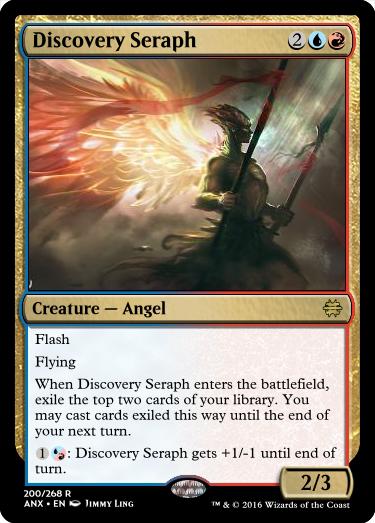 Discovery Seraph 2
Creature — Angel
Flash
Flying
When Discovery Seraph enters the battlefield,
exile the top two cards of your library. You
may cast cards exiled this way until the end of
your next turn.
1 : Discovery Seraph gets +1/-1 until end of
turn.
2/3
200/268 R
ANX • EN JIMMY LING
™ & © 2016 Wizards of the Coast